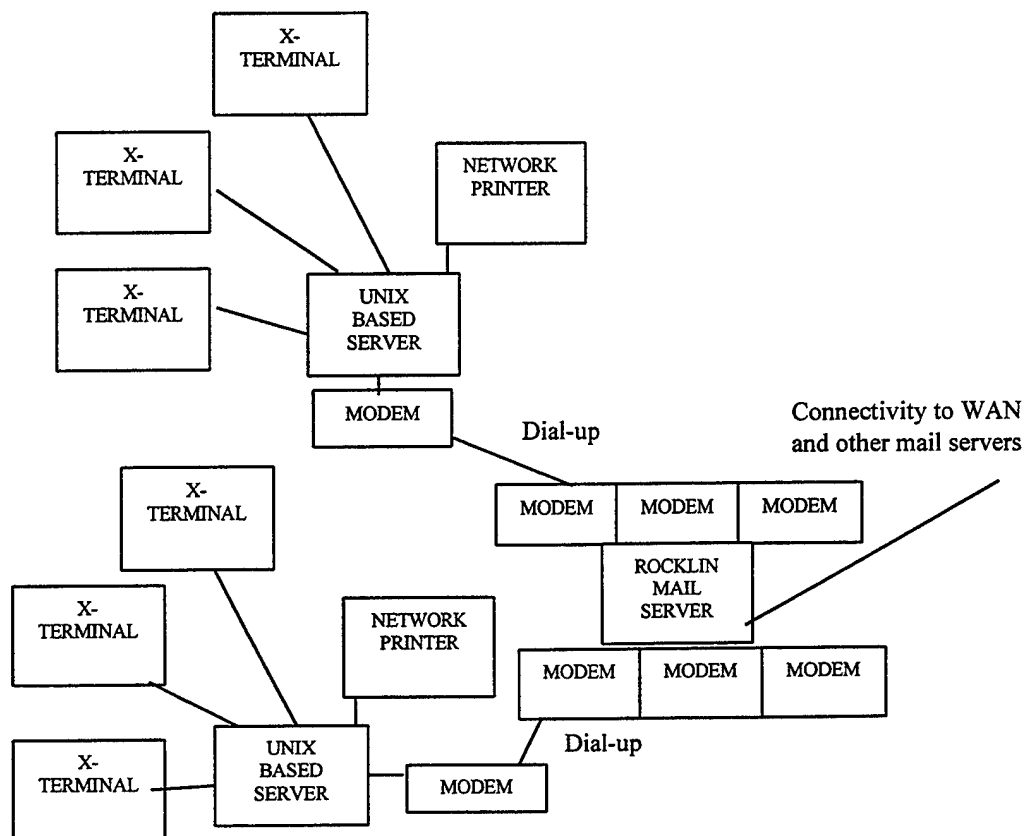 X-
TERMINAL
X-
TERMINAL
NETWORK
PRINTER
X-
TERMINAL
UNIX
BASED
SERVER
MODEM
Dial-up
Connectivity to WAN
and other mail servers
X-
TERMINAL
MODEM
MODEM
MODEM
ROCKLIN
MAIL
SERVER
X-
TERMINAL
NETWORK
PRINTER
MODEM
MODEM
MODEM
Dial-up
X-
TERMINAL
UNIX
BASED
SERVER
MODEM